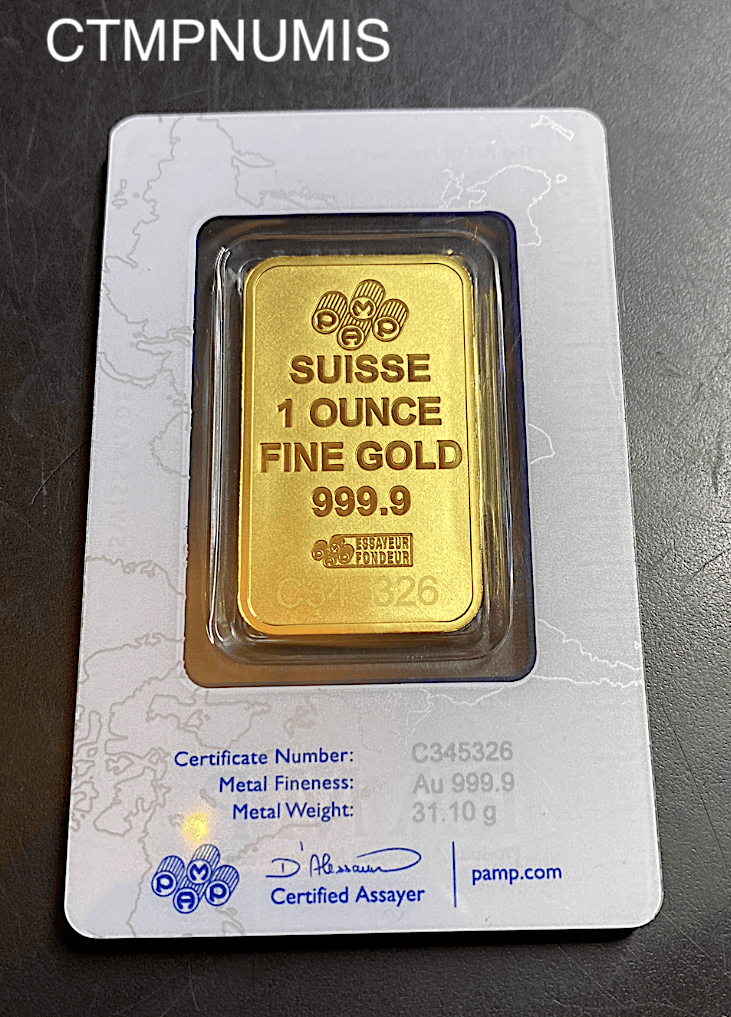 CTMPNUMIS
PAMP
SUISSE
1 OUNCE
FINE GOLD
999.9
ESSAYEUR
FONDEUR
C345326
Certificate Number: C345326
Metal Fineness: Au 999.9
Metal Weight: 31.10 g
PAMP
Certified Assayer
pamp.com